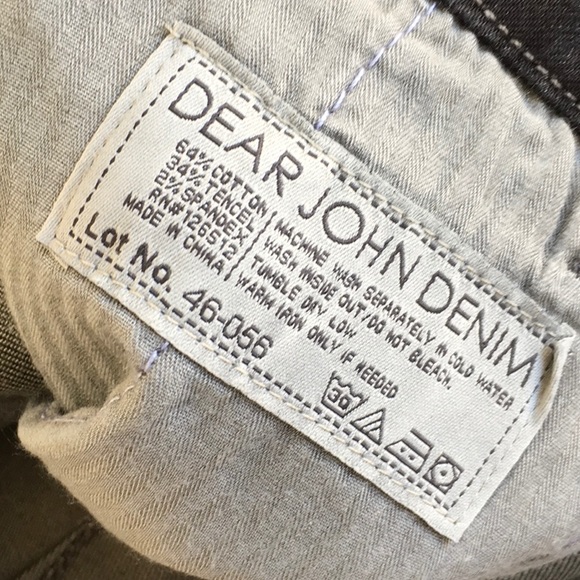 DEAR JOHN DENIM
64% COTTON
34% TENCEL
2% SPANDEX
RN# 126512
MADE IN
CHINA
Lot No. 46-056
MACHINE WASH SEPARATELY IN COLD WATER
WASH INSIDE OUT/DO NOT BLEACH.
TUMBLE DRY LOW
WARM IRON ONLY IF NEEDED
30